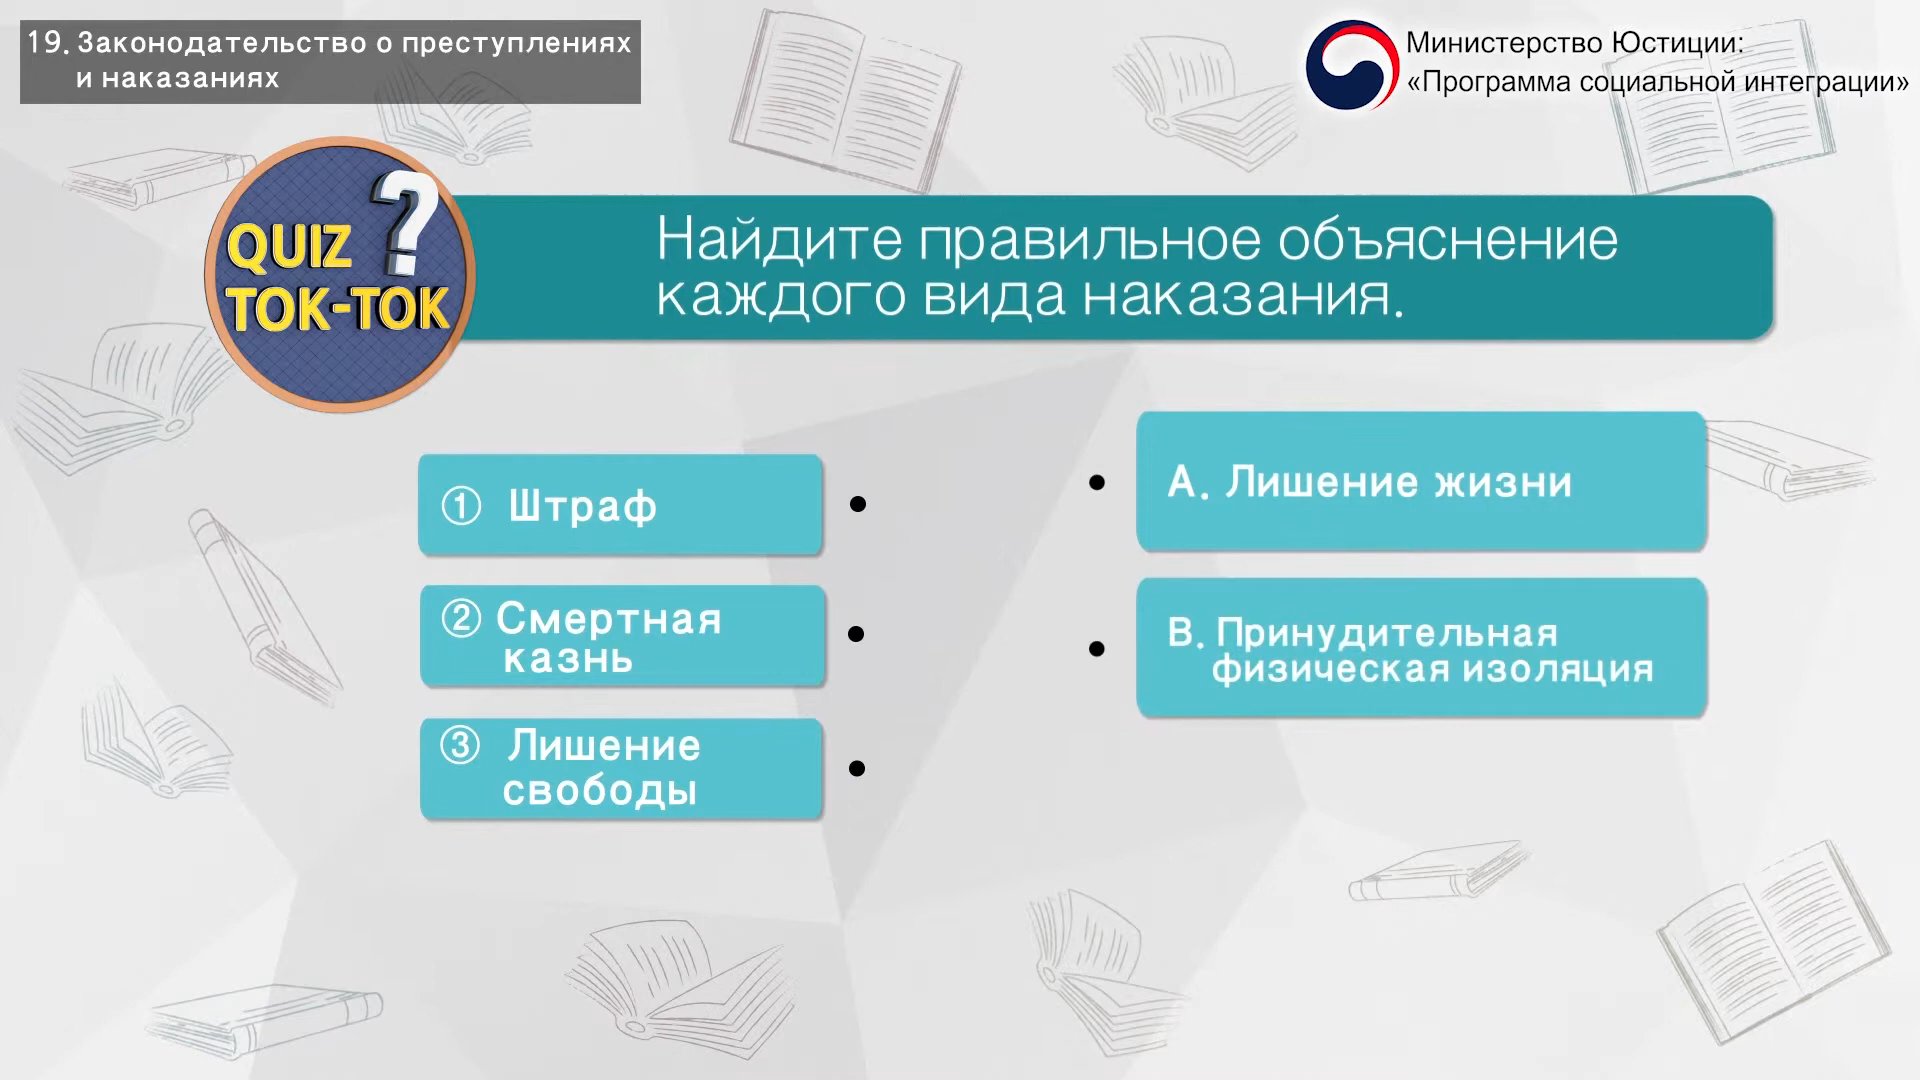 19. Законодательство о преступлениях
и наказаниях
Министерство Юстиции:
«Программа социальной интеграции»
QUIZ ?
TOK-TOK
Найдите правильное объяснение
каждого вида наказания.
① Штраф
② Смертная
казнь
③ Лишение
свободы
А. Лишение жизни
В. Принудительная
физическая изоляция